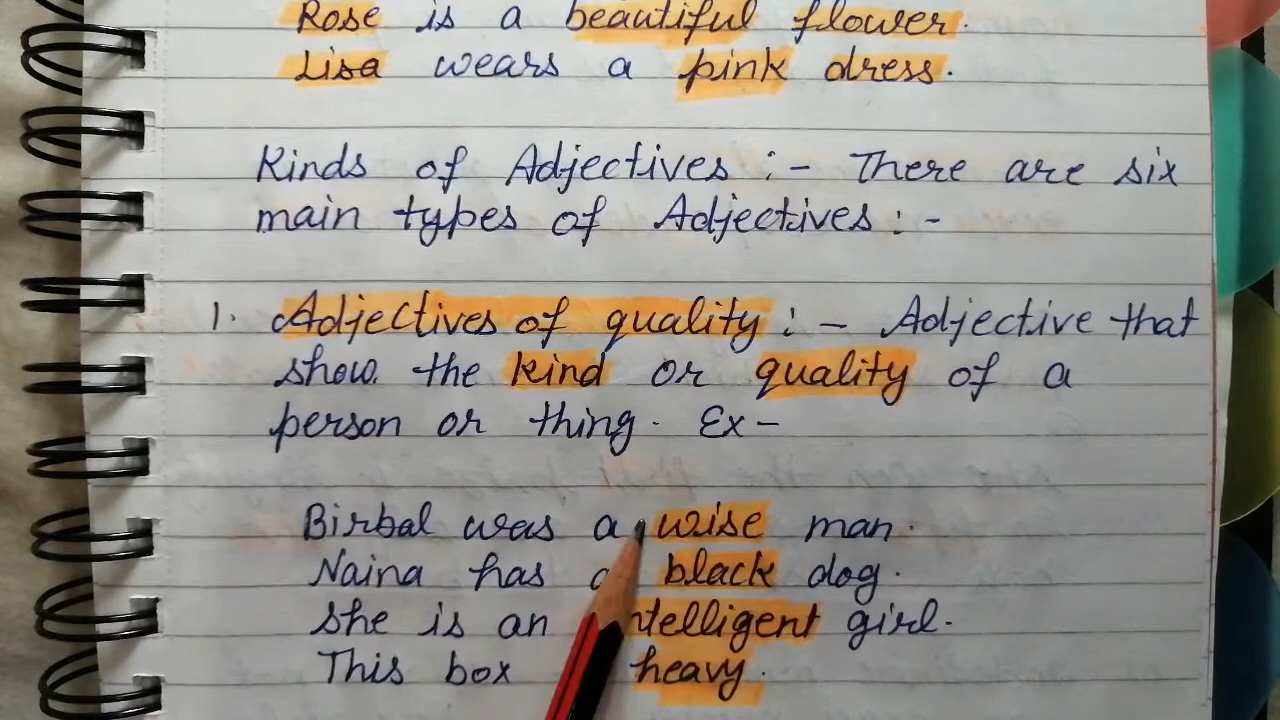 Rose is a beautiful flower.
Lisa wears a pink dress.
Kinds of Adjectives :- There are six
main types of Adjectives :-
1. Adjectives of quality :- Adjective that
show the kind or quality of a
person or thing. Ex-
Birbal was a wise man.
Naina has a black dog.
She is an ntelligent girl.
This box heavy.